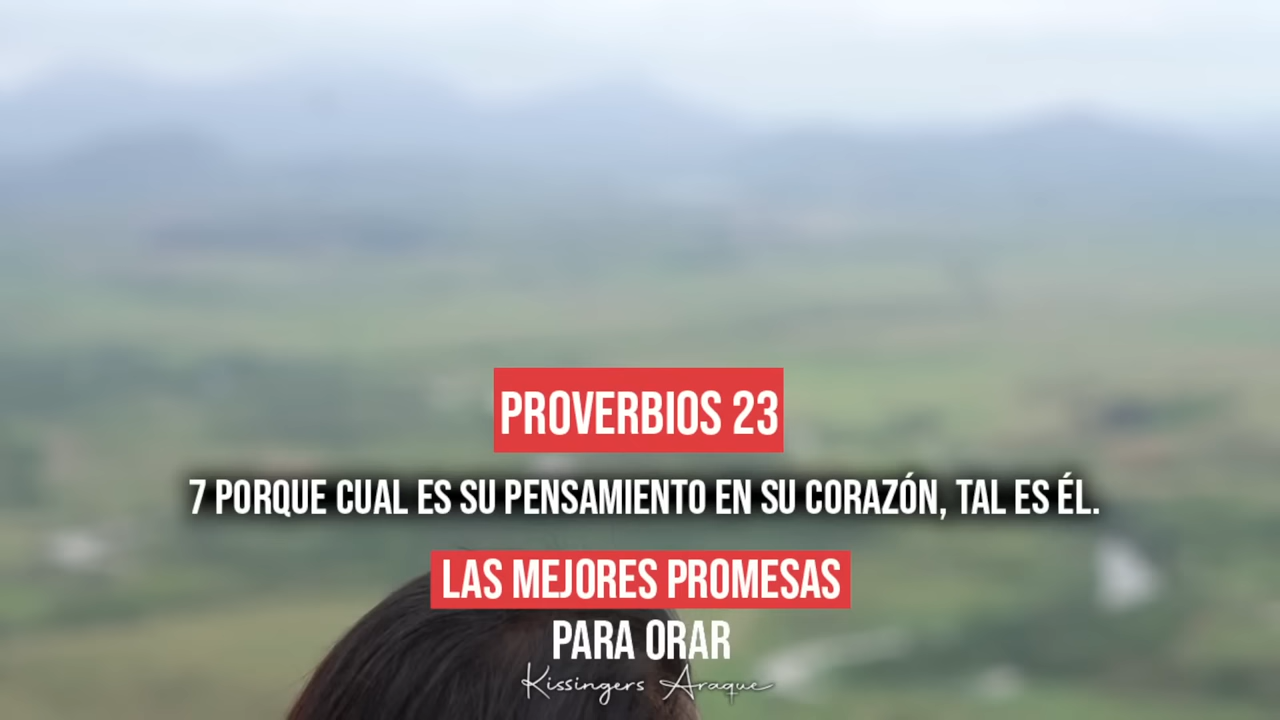 PROVERBIOS 23
7 PORQUE CUAL ES SU PENSAMIENTO EN SU CORAZÓN, TAL ES ÉL.
LAS MEJORES PROMESAS
PARA ORAR
Kissingers Araque